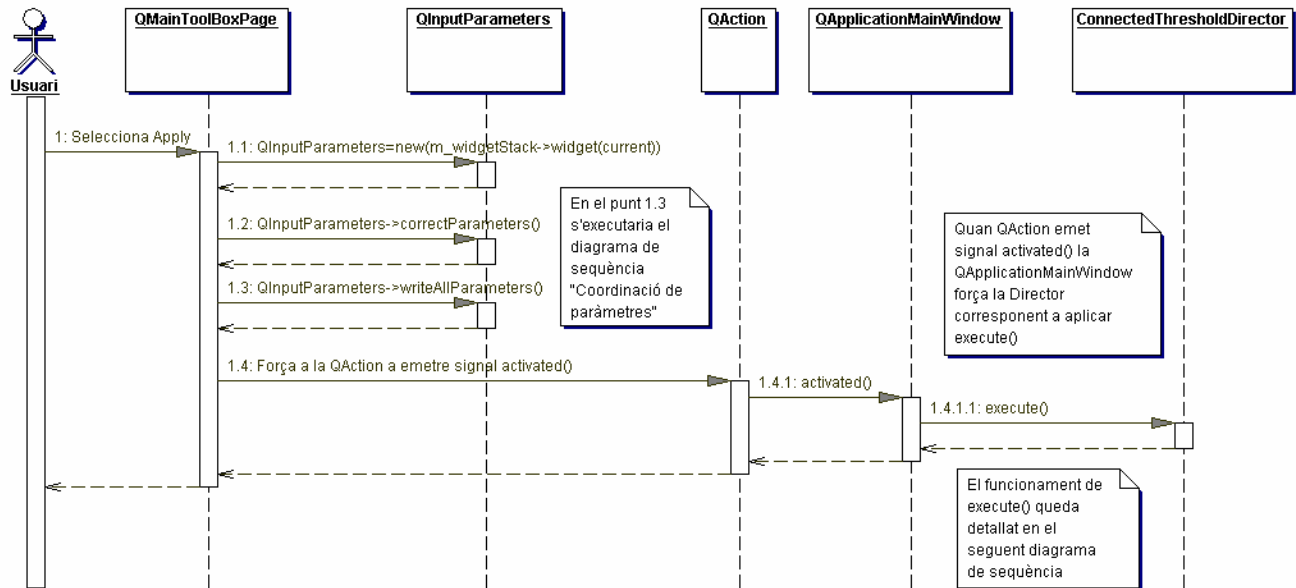 QMainToolBoxPage
QInputParameters
QAction
QApplicationMainWindow
ConnectedThresholdDirector
Usuari
1: Selecciona Apply
1.1: QInputParameters=new(m_widgetStack->widget(current))
1.2: QInputParameters->correctParameters()
1.3: QInputParameters->writeAllParameters()
En el punt 1.3
s'executaria el
diagrama de
seqüència
"Coordinació de
paràmetres"
Quan QAction emet
signal activated() la
QApplicationMainWindow
força la Director
corresponent a aplicar
execute()
1.4: Força a la QAction a emetre signal activated()
1.4.1: activated()
1.4.1.1: execute()
El funcionament de
execute() queda
detallat en el
seguent diagrama
de seqüència